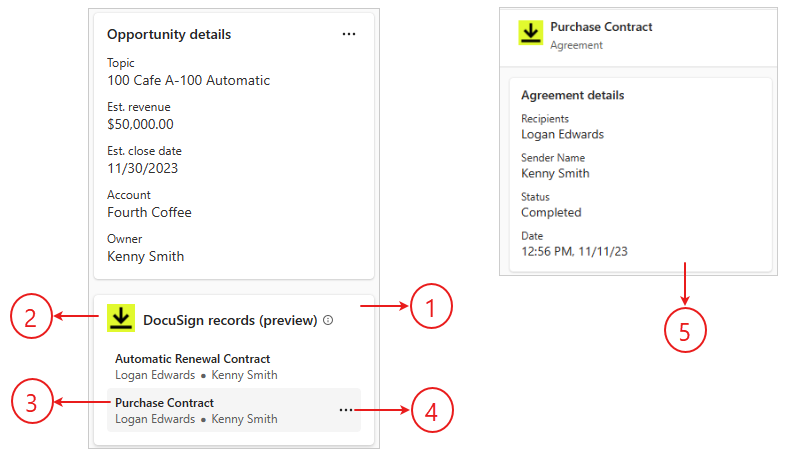 Opportunity details
Topic
100 Cafe A-100 Automatic
Est. revenue
$50,000.00
Est. close date
11/30/2023
Account
Fourth Coffee
Owner
Kenny Smith
1
2
DocuSign records (preview)
Automatic Renewal Contract
Logan Edwards • Kenny Smith
3
Purchase Contract
4
Logan Edwards • Kenny Smith
Purchase Contract
Agreement
Agreement details
Recipients
Logan Edwards
Sender Name
Kenny Smith
Status
Completed
Date
12:56 PM, 11/11/23
5